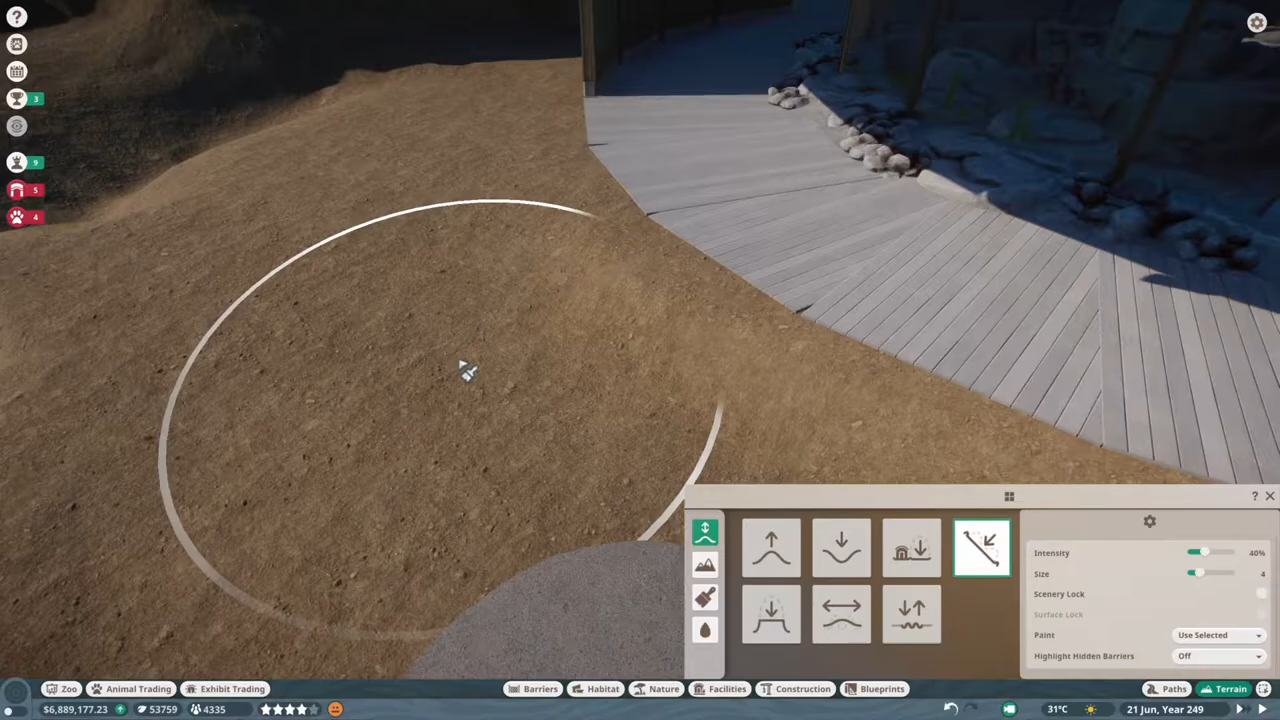 ?
3
9
5
4
?
Intensity 40%
Size 4
Scenery Lock
Surface Lock
Paint Use Selected
Highlight Hidden Barriers Off
Zoo Animal Trading Exhibit Trading Barriers Habitat Nature Facilities Construction Blueprints Paths Terrain
$6,889,177.23 53759 4335 31°C 21 Jun, Year 249